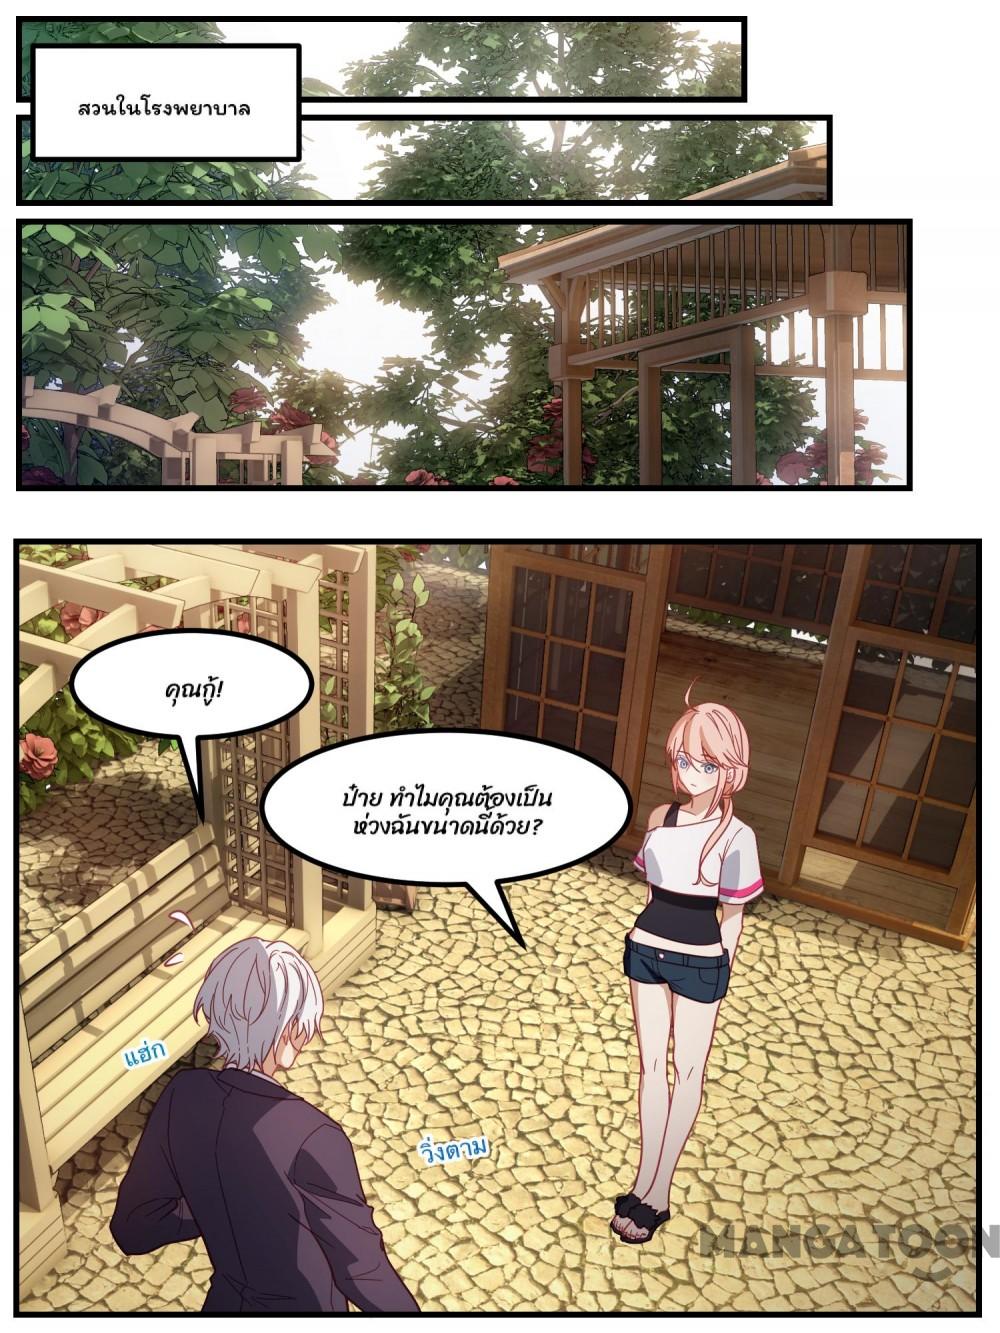 สวนในโรงพยาบาล
คุณกู้!
ป๋าย ทำไมคุณต้องเป็น
ห่วงฉันขนาดนี้ด้วย?
แฮ่ก
วิ่งตาม
MANGATOON